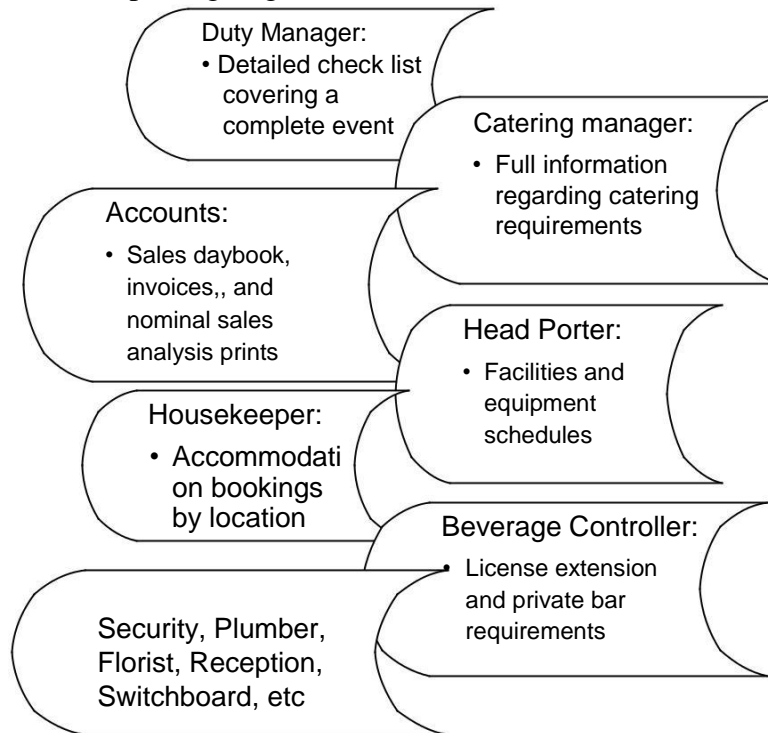 Duty Manager:
• Detailed check list
covering a
complete event
Catering manager:
• Full information
regarding catering
requirements
Accounts:
• Sales daybook,
invoices,, and
nominal sales
analysis prints
Head Porter:
• Facilities and
equipment
schedules
Housekeeper:
• Accommodati
on bookings
by location
Beverage Controller:
• License extension
and private bar
requirements
Security, Plumber,
Florist, Reception,
Switchboard, etc